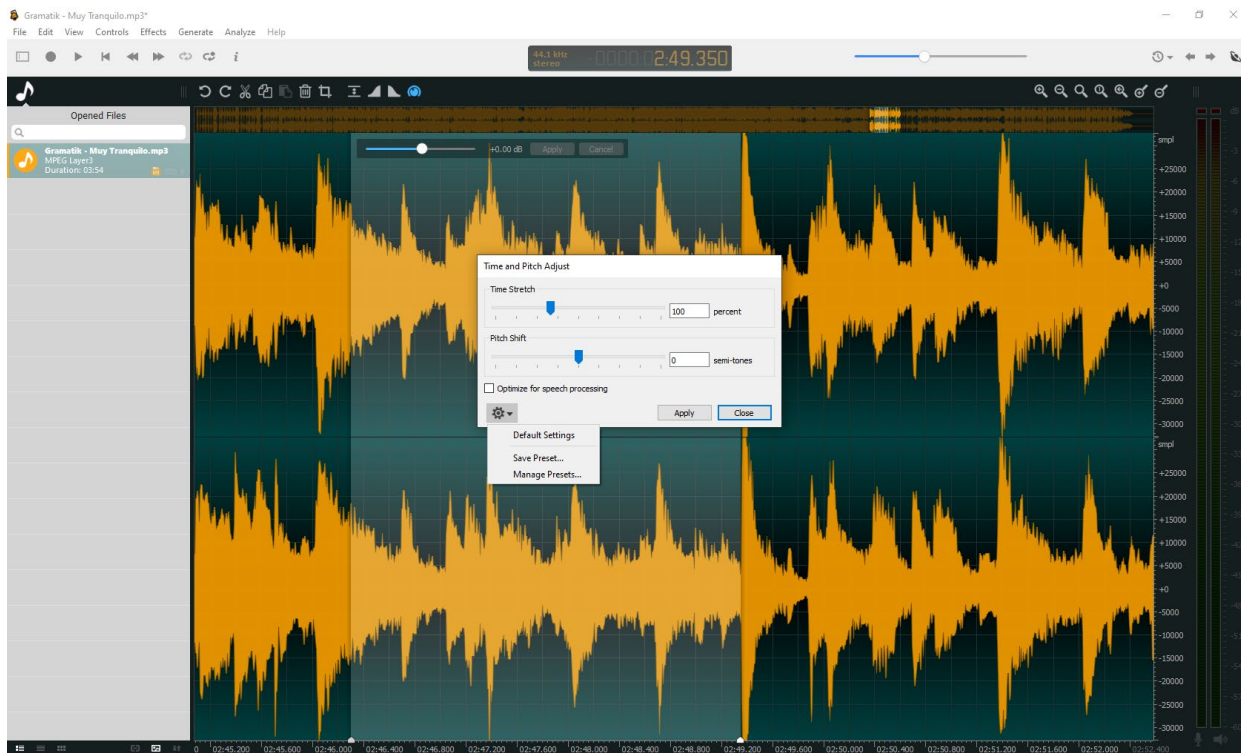 Gramatik - Muy Tranquilo.mp3*
File Edit View Controls Effects Generate Analyze Help
44.1 kHz
stereo
2:49.350
Opened Files
Gramatik - Muy Tranquilo.mp3
MPEG Layer3
Duration: 03:54
+0.00 dB Apply Cancel
Time and Pitch Adjust
Time Stretch
100 percent
Pitch Shift
0 semi-tones
Optimize for speech processing
Apply Close
Default Settings
Save Preset...
Manage Presets...
smpl
+25000
+20000
+15000
+10000
+5000
+0
-5000
-10000
-15000
-20000
-25000
-30000
smpl
+25000
+20000
+15000
+10000
+5000
+0
-5000
-10000
-15000
-20000
-25000
-30000
02:45.200 02:45.600 02:46.000 02:46.400 02:46.800 02:47.200 02:47.600 02:48.000 02:48.400 02:48.800 02:49.200 02:49.600 02:50.000 02:50.400 02:50.800 02:51.200 02:51.600 02:52.000 02:52.400